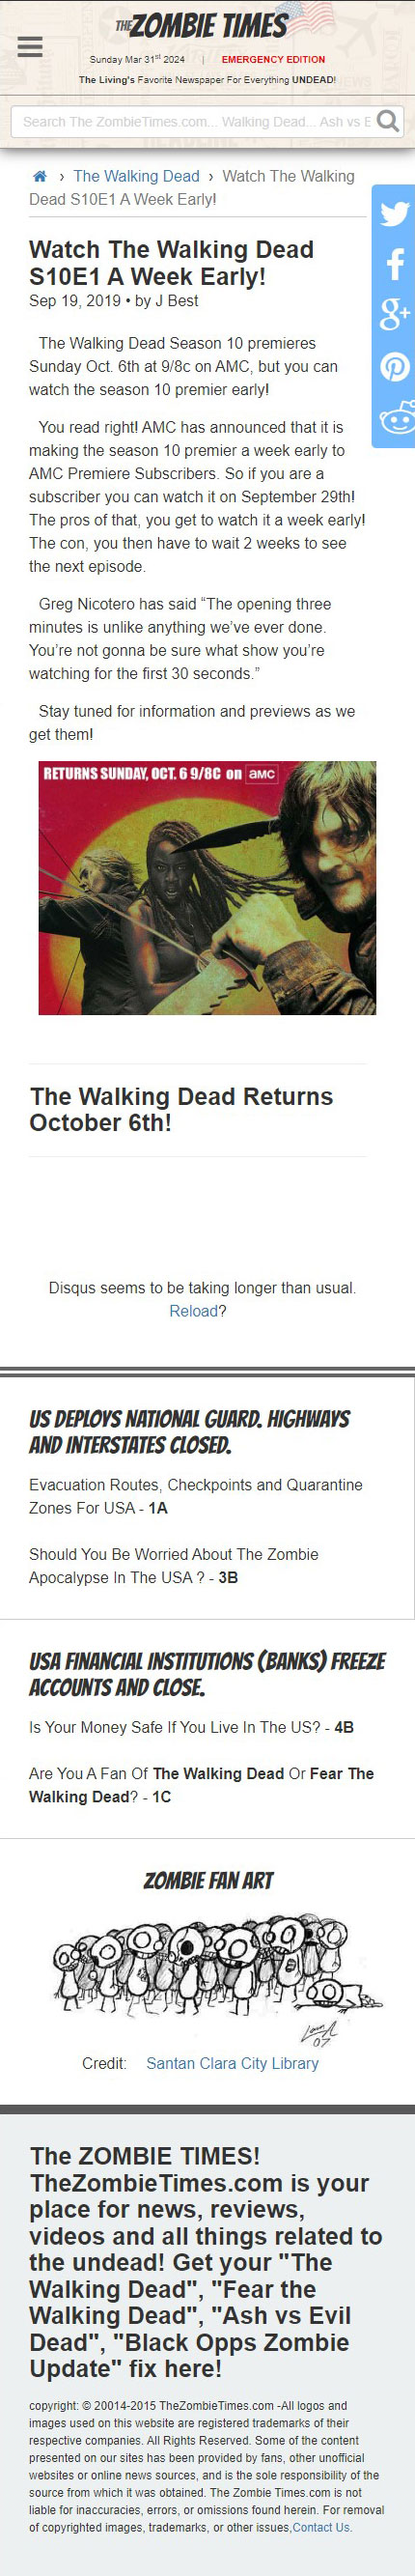 THE ZOMBIE TIMES
Sunday Mar 31st 2024 | EMERGENCY EDITION
The Living's Favorite Newspaper For Everything UNDEAD!
Search The ZombieTimes.com... Walking Dead... Ash vs E
› The Walking Dead › Watch The Walking
Dead S10E1 A Week Early!
Watch The Walking Dead
S10E1 A Week Early!
Sep 19, 2019 • by J Best
The Walking Dead Season 10 premieres
Sunday Oct. 6th at 9/8c on AMC, but you can
watch the season 10 premier early!
You read right! AMC has announced that it is
making the season 10 premier a week early to
AMC Premiere Subscribers. So if you are a
subscriber you can watch it on September 29th!
The pros of that, you get to watch it a week early!
The con, you then have to wait 2 weeks to see
the next episode.
Greg Nicotero has said “The opening three
minutes is unlike anything we’ve ever done.
You’re not gonna be sure what show you’re
watching for the first 30 seconds.”
Stay tuned for information and previews as we
get them!
RETURNS SUNDAY, OCT. 6 9/8C on amc
The Walking Dead Returns
October 6th!
Disqus seems to be taking longer than usual.
Reload?
US DEPLOYS NATIONAL GUARD. HIGHWAYS
AND INTERSTATES CLOSED.
Evacuation Routes, Checkpoints and Quarantine
Zones For USA - 1A
Should You Be Worried About The Zombie
Apocalypse In The USA ? - 3B
USA FINANCIAL INSTITUTIONS (BANKS) FREEZE
ACCOUNTS AND CLOSE.
Is Your Money Safe If You Live In The US? - 4B
Are You A Fan Of The Walking Dead Or Fear The
Walking Dead? - 1C
ZOMBIE FAN ART
07
Credit: Santan Clara City Library
The ZOMBIE TIMES!
TheZombieTimes.com is your
place for news, reviews,
videos and all things related to
the undead! Get your "The
Walking Dead", "Fear the
Walking Dead", "Ash vs Evil
Dead", "Black Opps Zombie
Update" fix here!
copyright: © 20014-2015 TheZombieTimes.com -All logos and
images used on this website are registered trademarks of their
respective companies. All Rights Reserved. Some of the content
presented on our sites has been provided by fans, other unofficial
websites or online news sources, and is the sole responsibility of the
source from which it was obtained. The Zombie Times.com is not
liable for inaccuracies, errors, or omissions found herein. For removal
of copyrighted images, trademarks, or other issues,Contact Us.